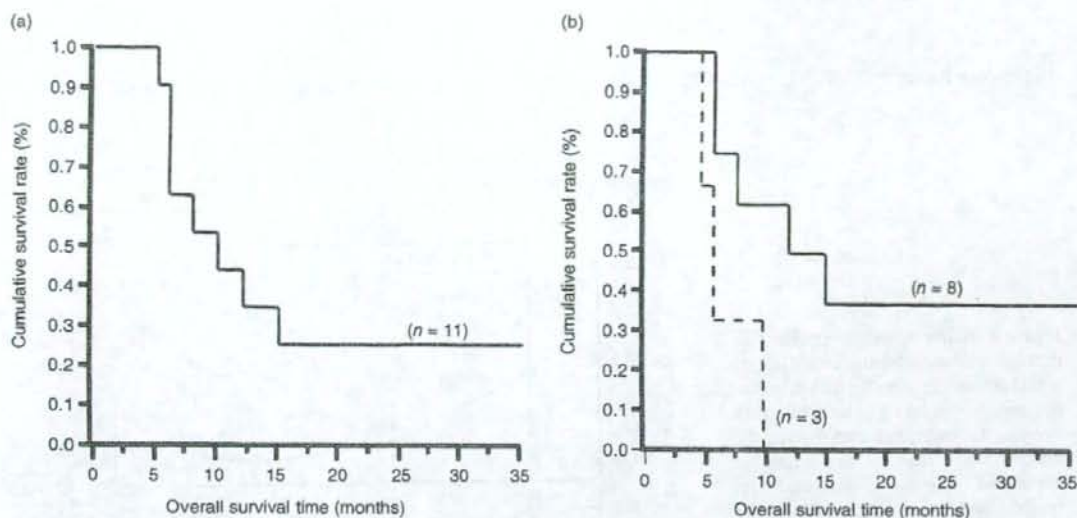 (a)
1.0
0.9
0.8
0.7
0.6
0.5
0.4
0.3
0.2
0.1
0.0
Cumulative survival rate (%)
(n = 11)
0 5 10 15 20 25 30 35
Overall survival time (months)
(b)
1.0
0.9
0.8
0.7
0.6
0.5
0.4
0.3
0.2
0.1
0.0
Cumulative survival rate (%)
(n = 8)
(n = 3)
0 5 10 15 20 25 30 35
Overall survival time (months)